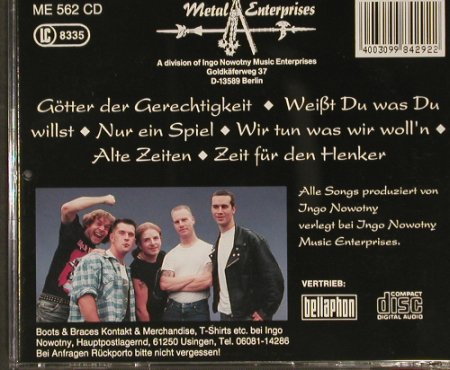 ME 562 CD
LC 8335
Metal Enterprises
A division of Ingo Nowotny Music Enterprises
Goldkäferweg 37
D-13589 Berlin
4003099 842922
Götter der Gerechtigkeit ◆ Weißt Du was Du
willst ◆ Nur ein Spiel ◆ Wir tun was wir woll'n ◆
Alte Zeiten ◆ Zeit für den Henker
Alle Songs produziert von
Ingo Nowotny
verlegt bei Ingo Nowotny
Music Enterprises.
VERTRIEB:
bellaphon
COMPACT
disc
DIGITAL AUDIO
Boots & Braces Kontakt & Merchandise, T-Shirts etc. bei Ingo
Nowotny, Hauptpostlagernd, 61250 Usingen, Tel. 06081-14286
Bei Anfragen Rückporto bitte nicht vergessen!